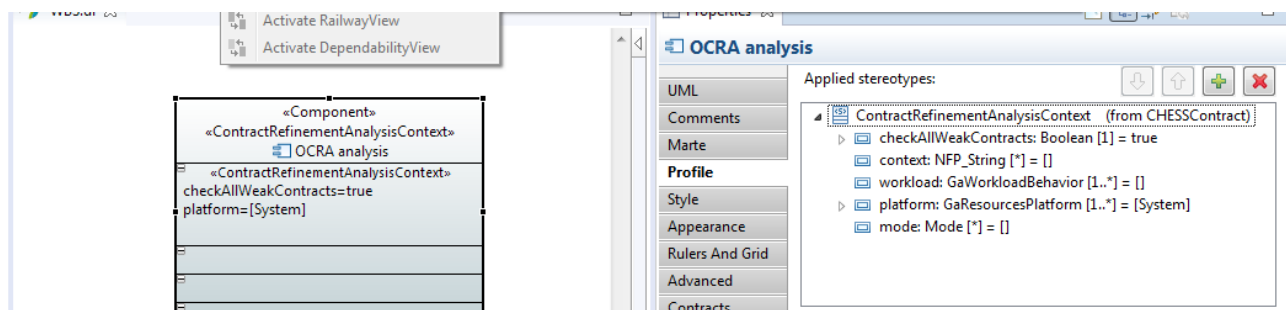 Activate RailwayView
Activate DependabilityView
«Component»
«ContractRefinementAnalysisContext»
OCRA analysis
«ContractRefinementAnalysisContext»
checkAllWeakContracts=true
platform=[System]
Properties
OCRA analysis
UML
Comments
Marte
Profile
Style
Appearance
Rulers And Grid
Advanced
Contracts
Applied stereotypes:
ContractRefinementAnalysisContext (from CHESSContract)
checkAllWeakContracts: Boolean [1] = true
context: NFP_String [*] = []
workload: GaWorkloadBehavior [1..*] = []
platform: GaResourcesPlatform [1..*] = [System]
mode: Mode [*] = []